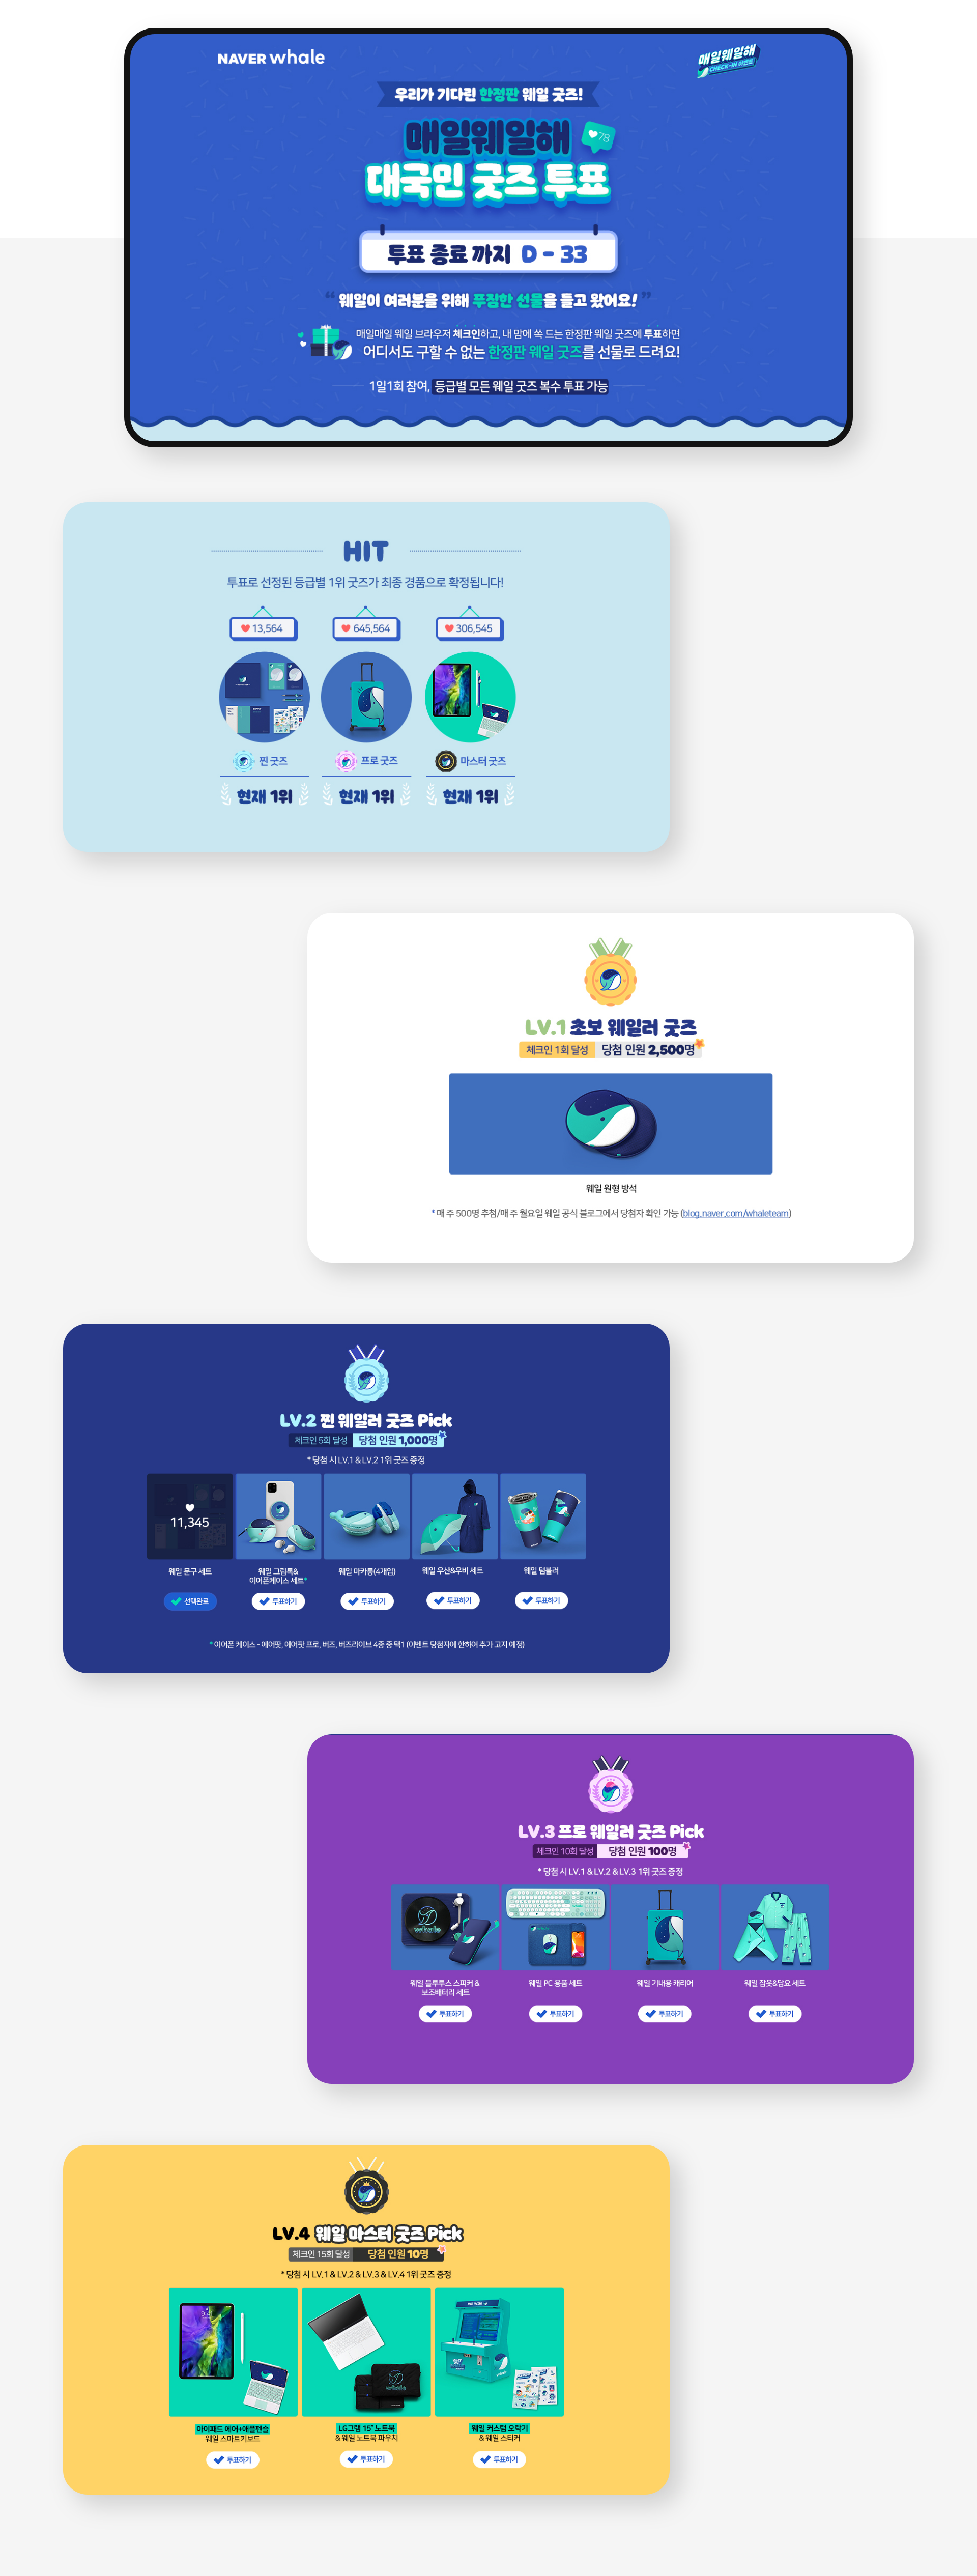 NAVER whale
매일웨일해
CHECK-IN 이벤트
우리가 기다린 한정판 웨일 굿즈!
매일웨일해
78
대국민 굿즈 투표
투표 종료 까지 D - 33
“ 웨일이 여러분을 위해 푸짐한 선물을 들고 왔어요! ”
매일매일 웨일 브라우저 체크인하고, 내 맘에 쏙 드는 한정판 웨일 굿즈에 투표하면
어디서도 구할 수 없는 한정판 웨일 굿즈를 선물로 드려요!
1일1회 참여, 등급별 모든 웨일 굿즈 복수 투표 가능
HIT
투표로 선정된 등급별 1위 굿즈가 최종 경품으로 확정됩니다!
13,564
645,564
306,545
찐 굿즈
프로 굿즈
마스터 굿즈
현재 1위
현재 1위
현재 1위
LV.1 초보 웨일러 굿즈
체크인 1회 달성 당첨 인원 2,500명
웨일 원형 방석
* 매 주 500명 추첨/매 주 월요일 웨일 공식 블로그에서 당첨자 확인 가능 (blog.naver.com/whaleteam)
LV.2 찐 웨일러 굿즈 Pick
체크인 5회 달성 당첨 인원 1,000명
* 당첨 시 LV.1 & LV.2 1위 굿즈 증정
11,345
웨일 문구 세트
선택완료
웨일 그립톡&
이어폰케이스 세트*
투표하기
웨일 마카롱(4개입)
투표하기
웨일 우산&우비 세트
투표하기
웨일 텀블러
투표하기
* 이어폰 케이스 - 에어팟, 에어팟 프로, 버즈, 버즈라이브 4종 중 택1 (이벤트 당첨자에 한하여 추가 고지 예정)
LV.3 프로 웨일러 굿즈 Pick
체크인 10회 달성 당첨 인원 100명
* 당첨 시 LV.1 & LV.2 & LV.3 1위 굿즈 증정
whale
웨일 블루투스 스피커 &
보조배터리 세트
투표하기
웨일 PC 용품 세트
투표하기
웨일 기내용 캐리어
투표하기
웨일 잠옷&담요 세트
투표하기
LV.4 웨일 마스터 굿즈 Pick
체크인 15회 달성 당첨 인원 10명
* 당첨 시 LV.1 & LV.2 & LV.3 & LV.4 1위 굿즈 증정
whale
아이패드 에어+애플펜슬
웨일 스마트키보드
투표하기
LG그램 15" 노트북
& 웨일 노트북 파우치
투표하기
웨일 커스텀 오락기
& 웨일 스티커
투표하기